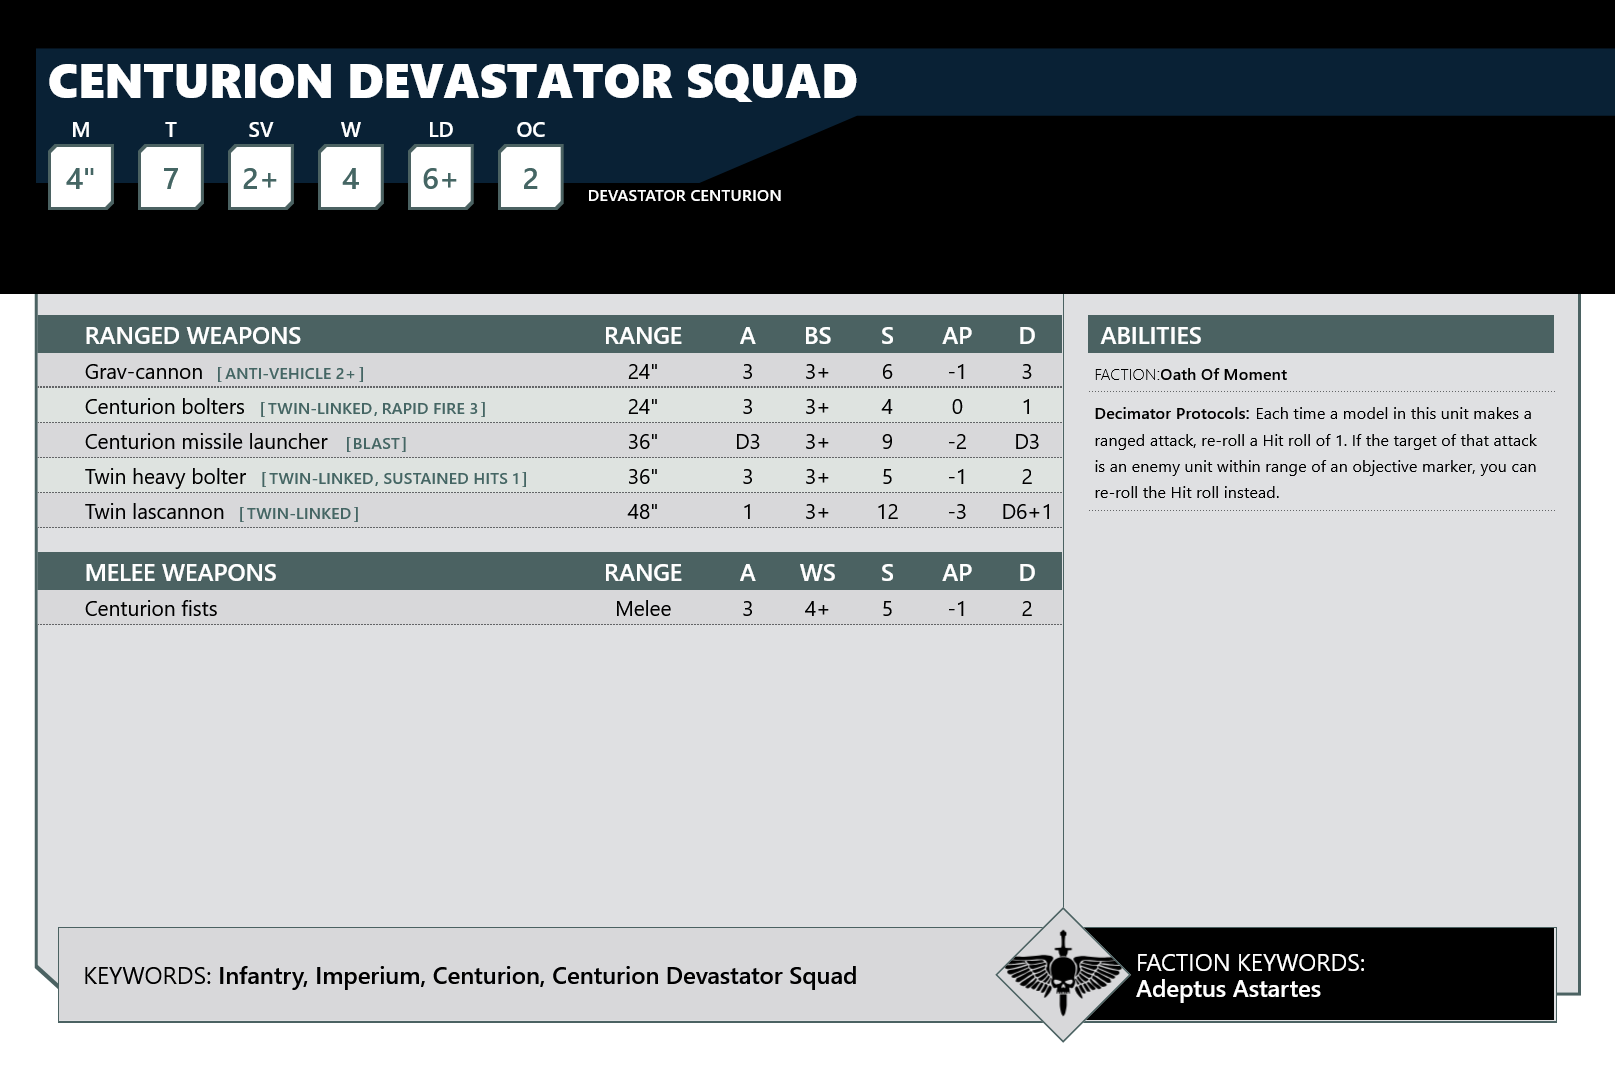 CENTURION DEVASTATOR SQUAD
M T SV W LD OC
4" 7 2+ 4 6+ 2
DEVASTATOR CENTURION
RANGED WEAPONS RANGE A BS S AP D
Grav-cannon [ANTI-VEHICLE 2+] 24" 3 3+ 6 -1 3
Centurion bolters [TWIN-LINKED, RAPID FIRE 3] 24" 3 3+ 4 0 1
Centurion missile launcher [BLAST] 36" D3 3+ 9 -2 D3
Twin heavy bolter [TWIN-LINKED, SUSTAINED HITS 1] 36" 3 3+ 5 -1 2
Twin lascannon [TWIN-LINKED] 48" 1 3+ 12 -3 D6+1
MELEE WEAPONS RANGE A WS S AP D
Centurion fists Melee 3 4+ 5 -1 2
ABILITIES
FACTION:Oath Of Moment
Decimator Protocols: Each time a model in this unit makes a
ranged attack, re-roll a Hit roll of 1. If the target of that attack
is an enemy unit within range of an objective marker, you can
re-roll the Hit roll instead.
KEYWORDS: Infantry, Imperium, Centurion, Centurion Devastator Squad
FACTION KEYWORDS:
Adeptus Astartes